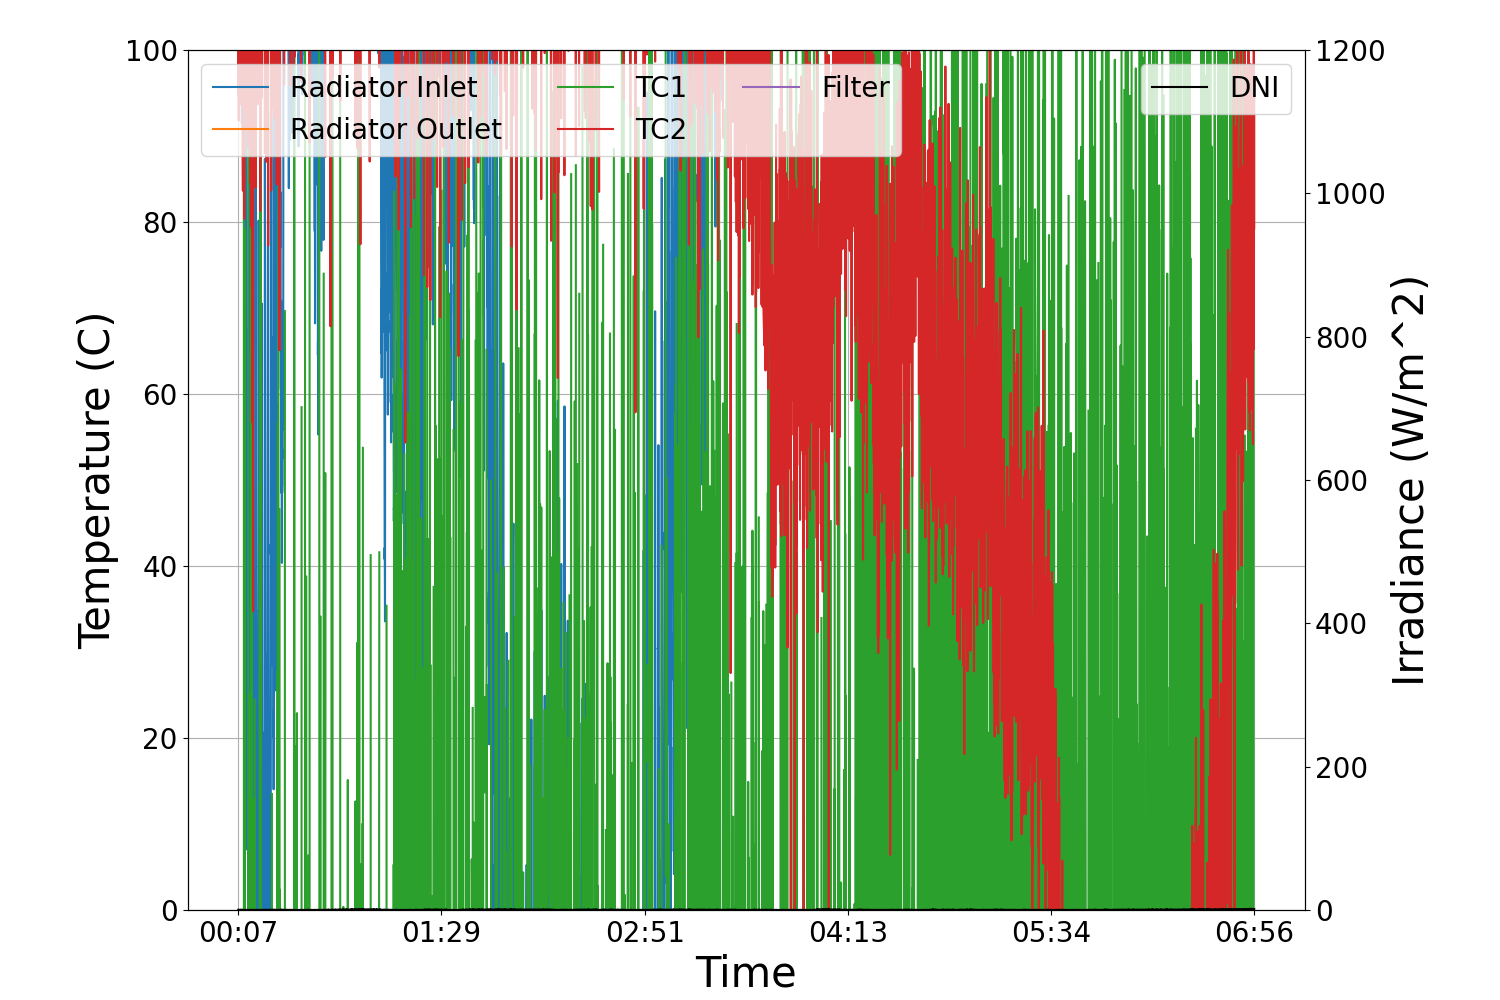 Radiator Inlet
Radiator Outlet
TC1
TC2
Filter
DNI
Temperature (C)
100
80
60
40
20
0
Irradiance (W/m^2)
1200
1000
800
600
400
200
0
00:07 01:29 02:51 04:13 05:34 06:56
Time